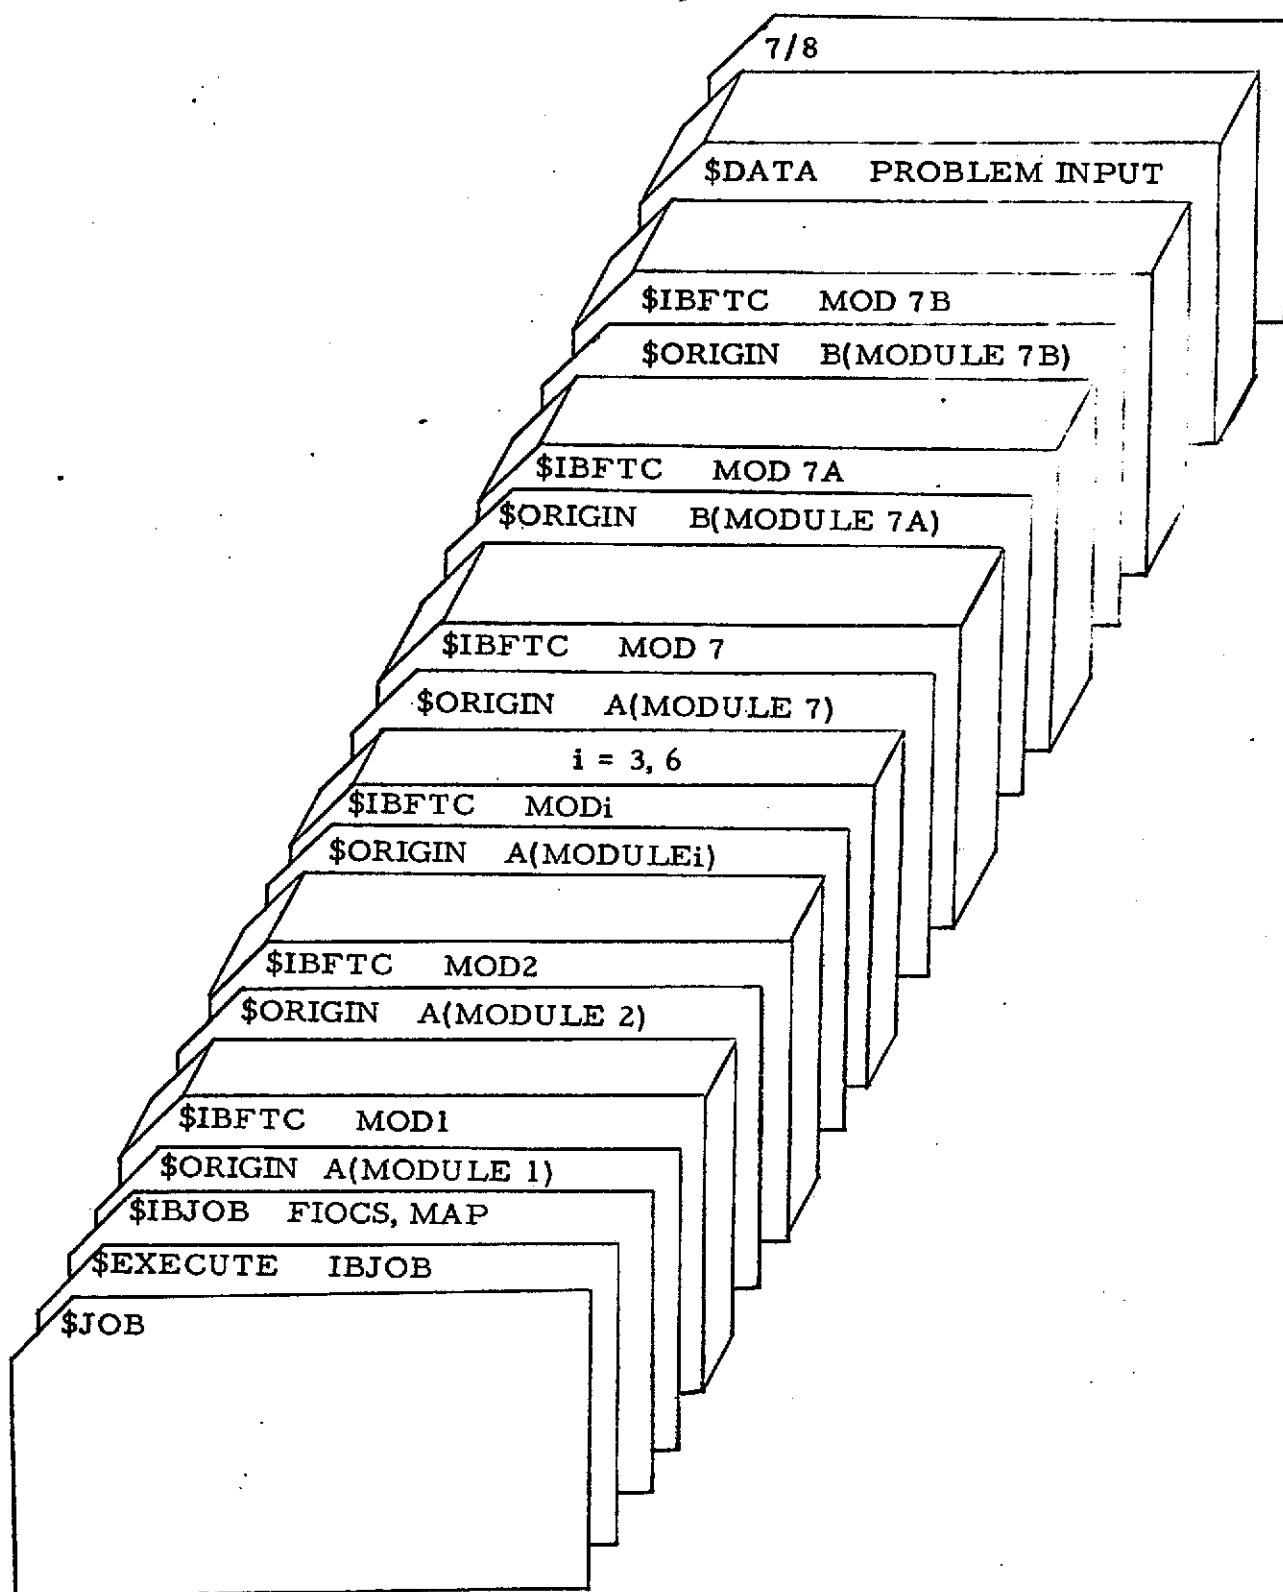 7/8
$DATA PROBLEM INPUT
$IBFTC MOD 7B
$ORIGIN B(MODULE 7B)
$IBFTC MOD 7A
$ORIGIN B(MODULE 7A)
$IBFTC MOD 7
$ORIGIN A(MODULE 7)
i = 3, 6
$IBFTC MODi
$ORIGIN A(MODULEi)
$IBFTC MOD2
$ORIGIN A(MODULE 2)
$IBFTC MOD1
$ORIGIN A(MODULE 1)
$IBJOB FIOCS, MAP
$EXECUTE IBJOB
$JOB